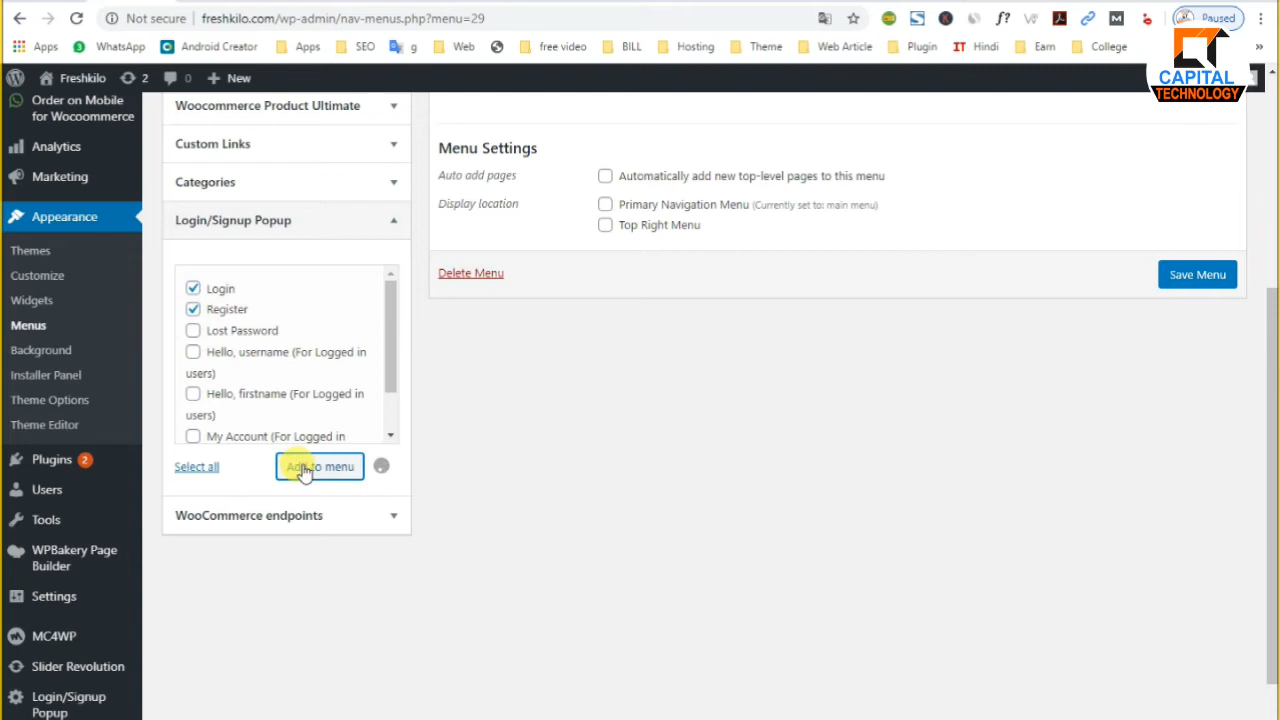 Not secure | freshkilo.com/wp-admin/nav-menus.php?menu=29
Paused
Apps
WhatsApp
Android Creator
Apps
SEO
g
Web
free video
BILL
Hosting
Theme
Web Article
Plugin
IT Hindi
Earn
College
»
CAPITAL
TECHNOLOGY
Freshkilo
2
0
New
Order on Mobile
for Wocoommerce
Analytics
Marketing
Appearance
Themes
Customize
Widgets
Menus
Background
Installer Panel
Theme Options
Theme Editor
Plugins 2
Users
Tools
WPBakery Page
Builder
Settings
MC4WP
Slider Revolution
Login/Signup
Popup
Woocommerce Product Ultimate
Custom Links
Categories
Login/Signup Popup
Login
Register
Lost Password
Hello, username (For Logged in
users)
Hello, firstname (For Logged in
users)
My Account (For Logged in
Select all
Add to menu
WooCommerce endpoints
Menu Settings
Auto add pages
Automatically add new top-level pages to this menu
Display location
Primary Navigation Menu (Currently set to: main menu)
Top Right Menu
Delete Menu
Save Menu